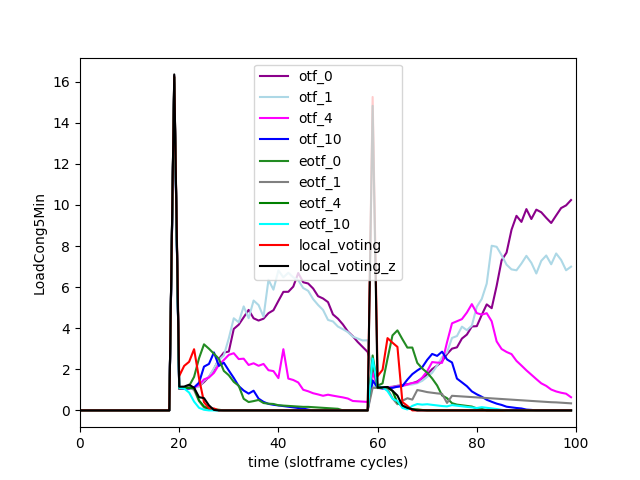 16
14
12
10
8
6
4
2
0
LoadCong5Min
otf_0
otf_1
otf_4
otf_10
eotf_0
eotf_1
eotf_4
eotf_10
local_voting
local_voting_z
0 20 40 60 80 100
time (slotframe cycles)